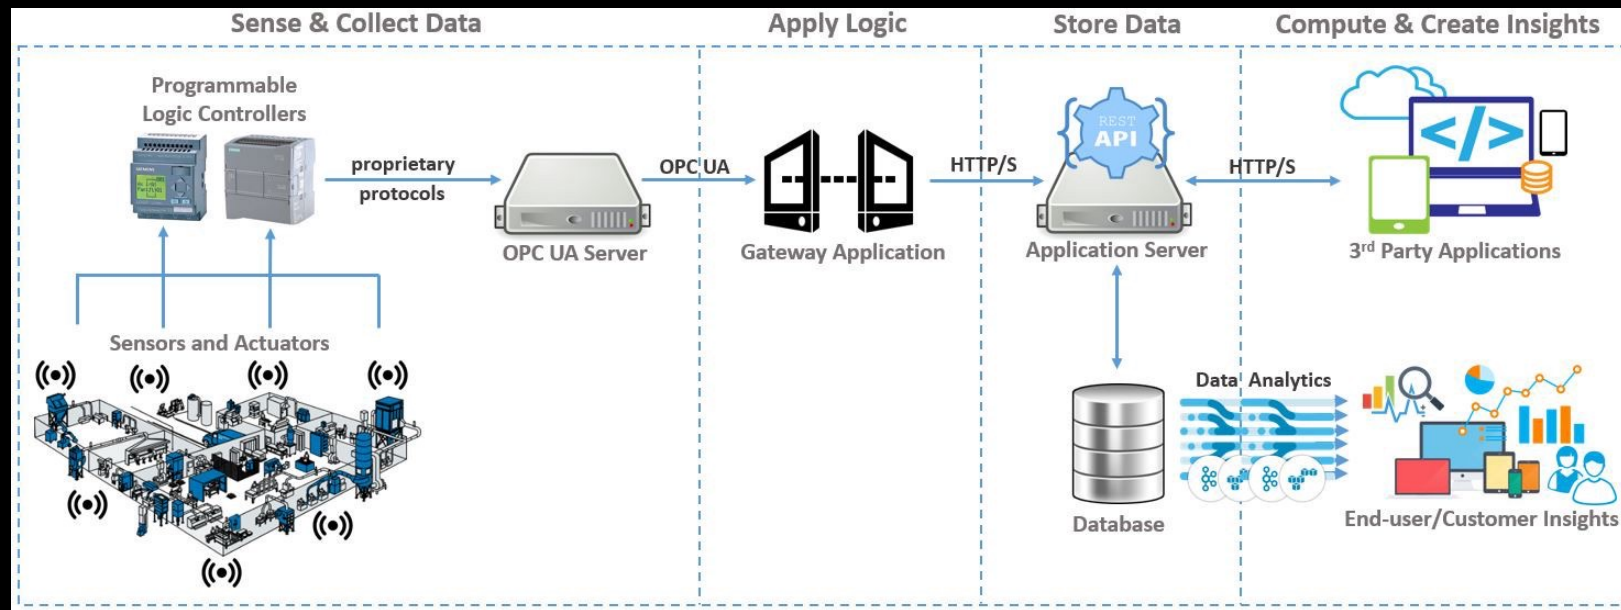 Sense & Collect Data
Apply Logic
Store Data
Compute & Create Insights
Programmable
Logic Controllers
proprietary
protocols
OPC UA
HTTP/S
REST
API
HTTP/S
SIEMENS
OPC UA Server
Gateway Application
Application Server
3rd Party Applications
Sensors and Actuators
Data Analytics
Database
End-user/Customer Insights